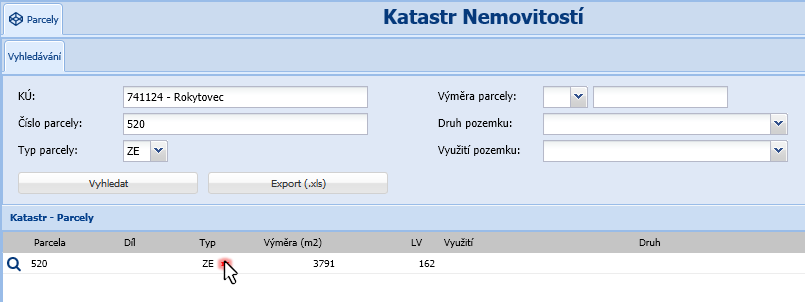 Parcely
Katastr Nemovitostí
Vyhledávání
KÚ: 741124 - Rokytovec Výměra parcely:
Číslo parcely: 520 Druh pozemku:
Typ parcely: ZE Využití pozemku:
Vyhledat Export (.xls)
Katastr - Parcely
Parcela Díl Typ Výměra (m2) LV Využití Druh
520 ZE 3791 162